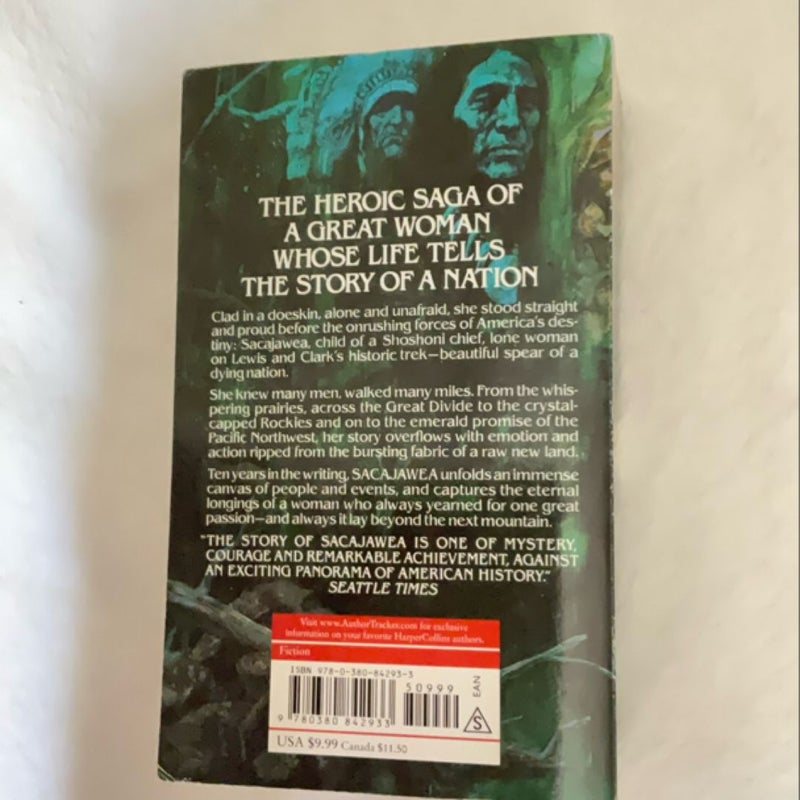 THE HEROIC SAGA OF
A GREAT WOMAN
WHOSE LIFE TELLS
THE STORY OF A NATION
Clad in a doeskin, alone and unafraid, she stood straight
and proud before the onrushing forces of America's des-
tiny: Sacajawea, child of a Shoshoni chief, lone woman
on Lewis and Clark's historic trek—beautiful spear of a
dying nation.
She knew many men, walked many miles. From the whis-
pering prairies, across the Great Divide to the crystal-
capped Rockies and on to the emerald promise of the
Pacific Northwest, her story overflows with emotion and
action ripped from the bursting fabric of a raw new land.
Ten years in the writing, SACAJAWEA unfolds an immense
canvas of people and events, and captures the eternal
longings of a woman who always yearned for one great
passion—and always it lay beyond the next mountain.
"THE STORY OF SACAJAWEA IS ONE OF MYSTERY,
COURAGE AND REMARKABLE ACHIEVEMENT, AGAINST
AN EXCITING PANORAMA OF AMERICAN HISTORY."
SEATTLE TIMES
Visit www.AuthorTracker.com for exclusive
information on your favorite HarperCollins authors.
Fiction
ISBN 978-0-380-84293-3
50999
EAN
9 780380 842933
S
USA $9.99 Canada $11.50